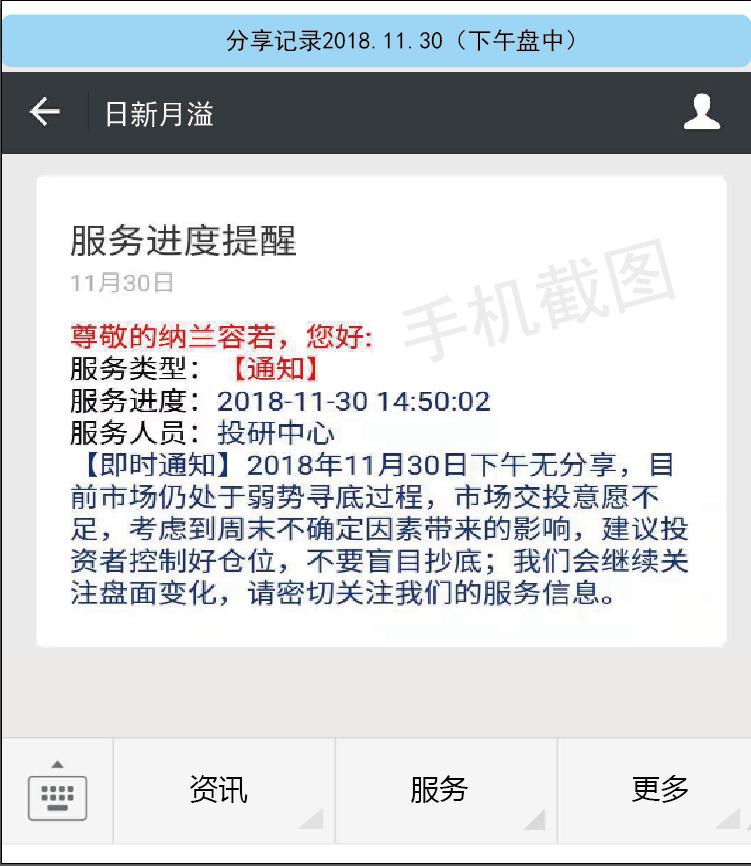 分享记录2018.11.30（下午盘中）
日新月溢
服务进度提醒
11月30日
手机截图
尊敬的纳兰容若，您好:
服务类型：【通知】
服务进度：2018-11-30 14:50:02
服务人员：投研中心
【即时通知】2018年11月30日下午无分享，目
前市场仍处于弱势寻底过程，市场交投意愿不
足，考虑到周末不确定因素带来的影响，建议投
资者控制好仓位，不要盲目抄底；我们会继续关
注盘面变化，请密切关注我们的服务信息。
资讯
服务
更多